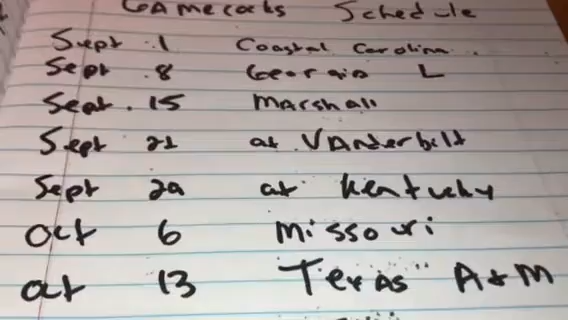 Gamecocks Schedule
Sept. 1 Coastal Carolina.
Sept. 8 Georgia L
Sept. 15 Marshall
Sept 22 at Vanderbilt
Sept 29 at Kentucky
Oct 6 Missouri
Oct 13 Texas A+M